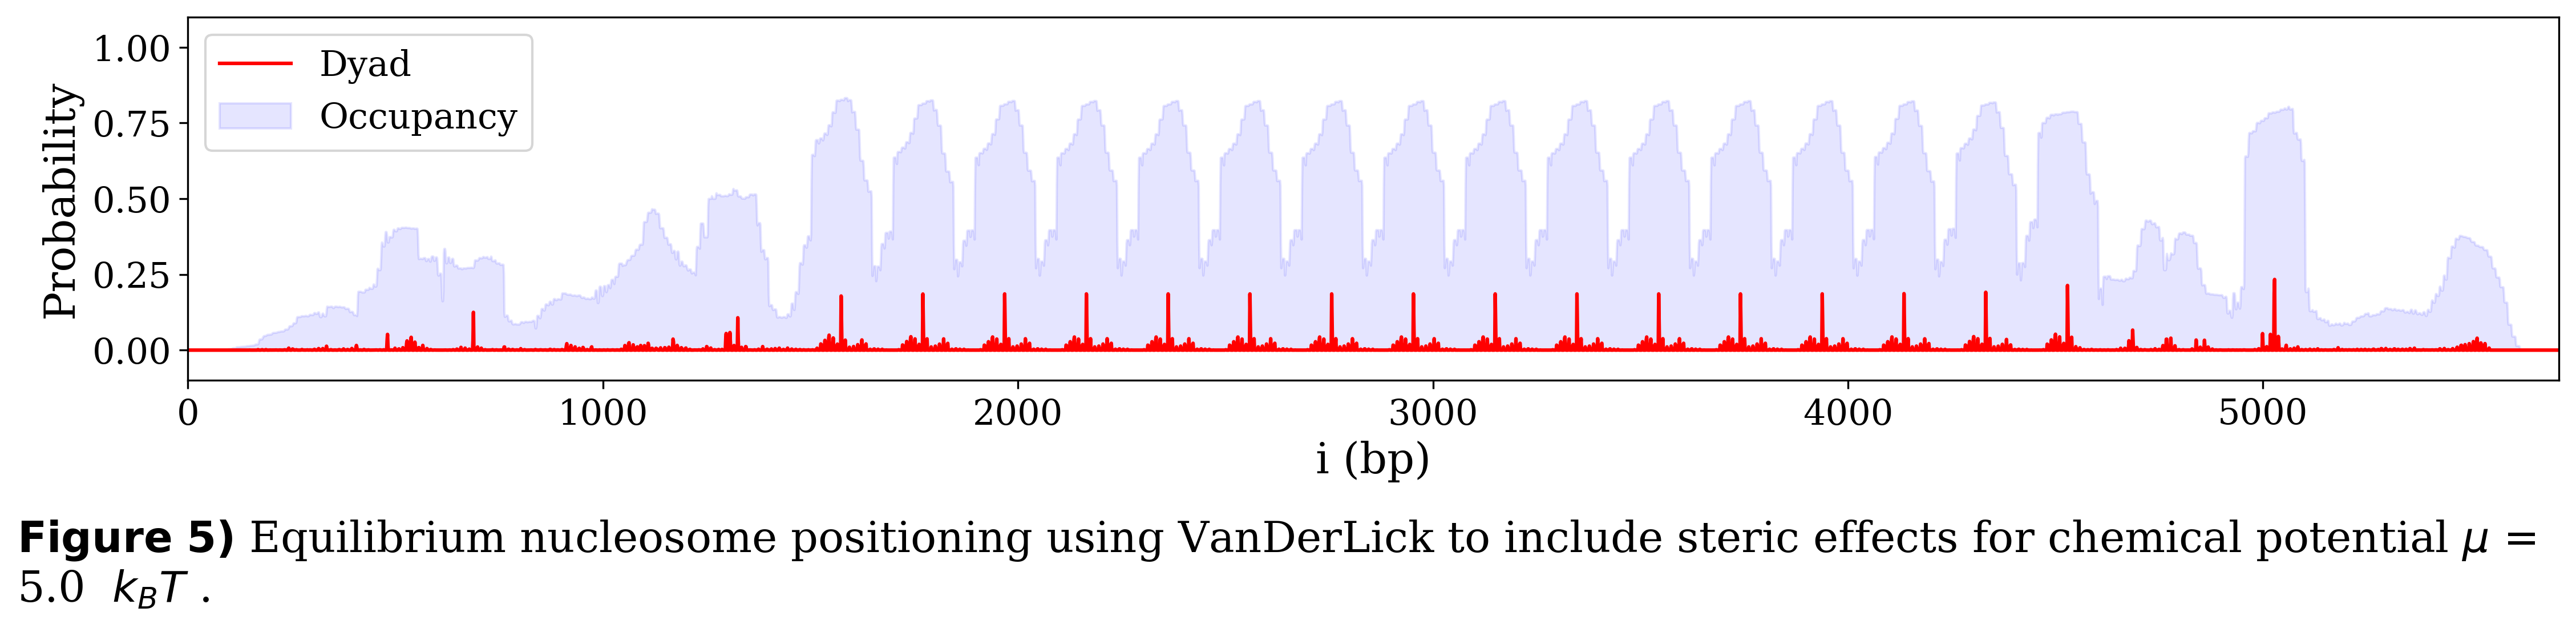 1.00
0.75
0.50
0.25
0.00
Probability
Dyad
Occupancy
0 1000 2000 3000 4000 5000
i (bp)
Figure 5) Equilibrium nucleosome positioning using VanDerLick to include steric effects for chemical potential μ =
5.0 k_BT .